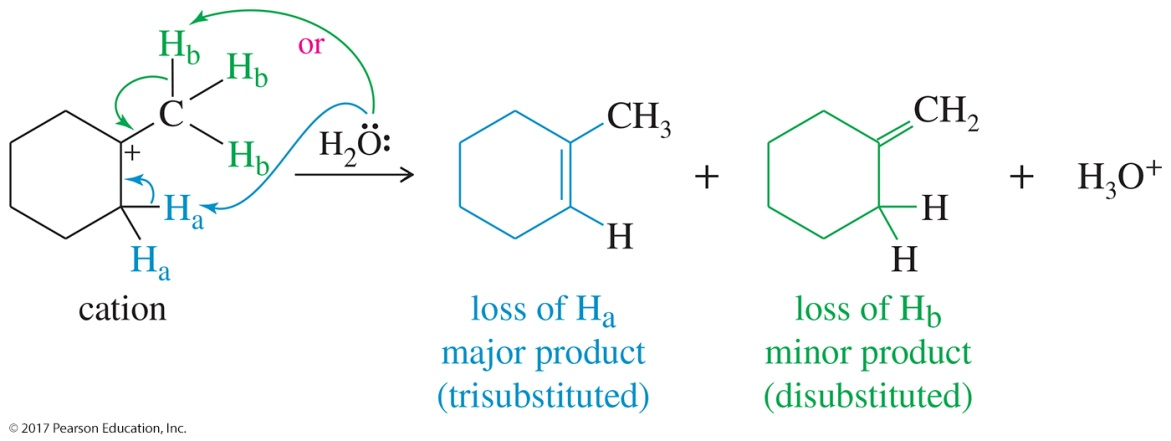 Hb
or
Hb
C
Hb
+
H₂Ö:
Ha
Ha
cation
CH₃
H
loss of Ha
major product
(trisubstituted)
+
CH₂
H
H
loss of Hb
minor product
(disubstituted)
+
H₃O⁺
© 2017 Pearson Education, Inc.